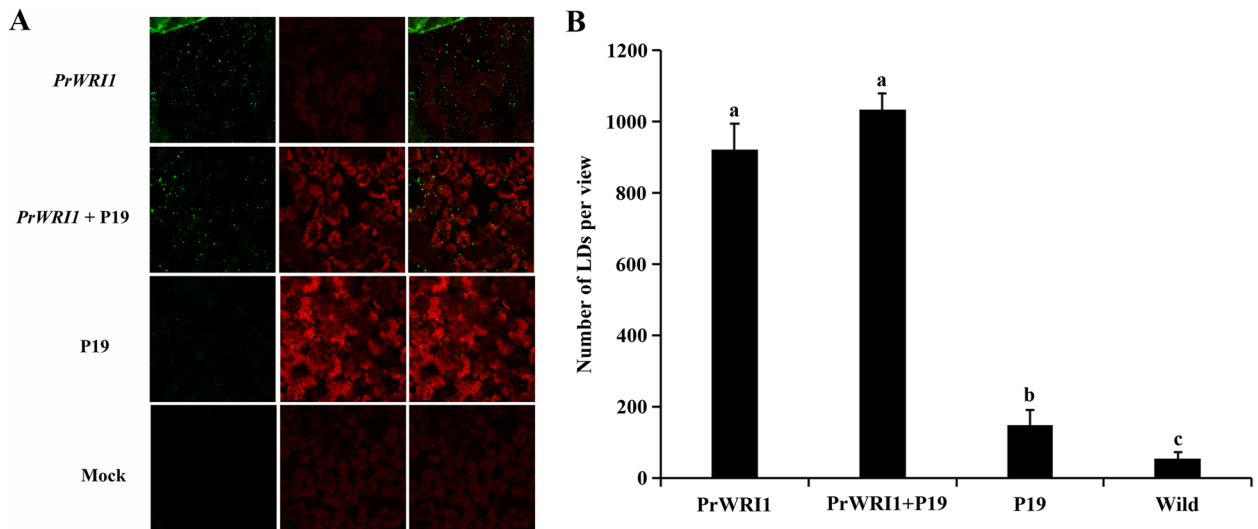 A
PrWRI1
PrWRI1 + P19
P19
Mock
B
Number of LDs per view
1200
1000
800
600
400
200
0
a
a
b
c
PrWRI1
PrWRI1+P19
P19
Wild